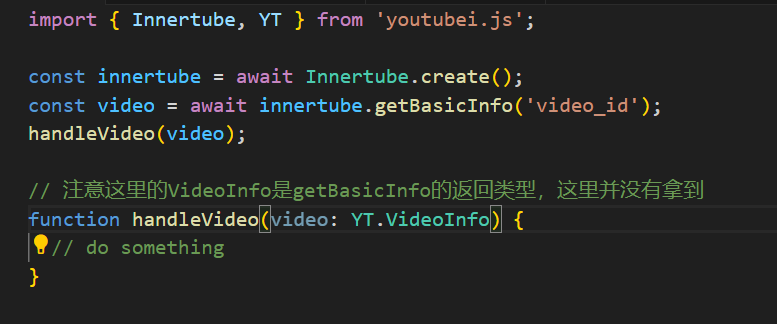 import { Innertube, YT } from 'youtubei.js';
const innertube = await Innertube.create();
const video = await innertube.getBasicInfo('video_id');
handleVideo(video);
// 注意这里的VideoInfo是getBasicInfo的返回类型，这里并没有拿到
function handleVideo(video: YT.VideoInfo) {
// do something
}